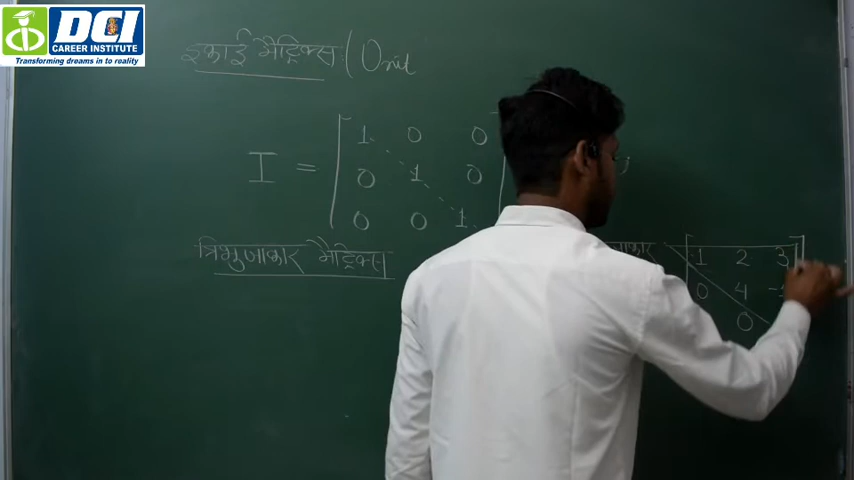 DCI
CAREER INSTITUTE
Transforming dreams in to reality
इकाई मैट्रिक्स (Unit
I = 1 0 0
0 1 0
0 0 1
त्रिभुजाकार मैट्रिक्स
1 2 3
0 4
0